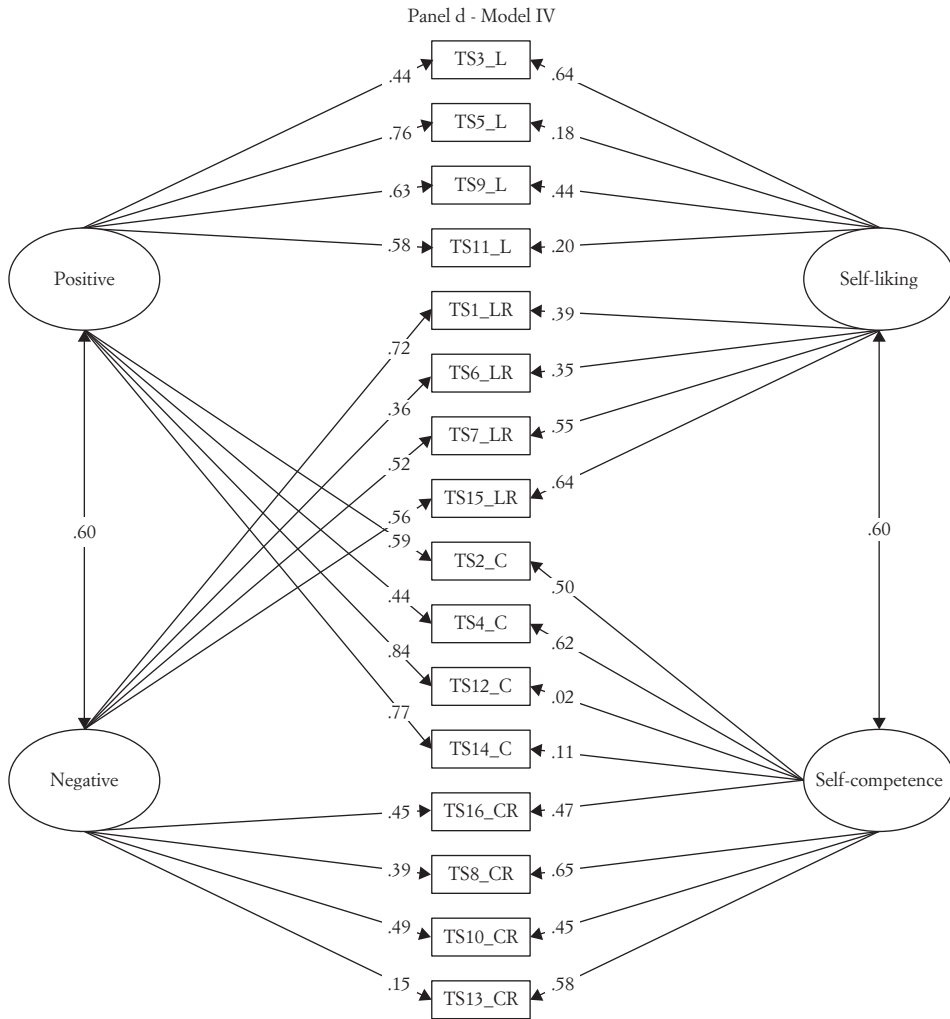 Panel d - Model IV
TS3_L
.44
.64
TS5_L
.76
.18
TS9_L
.63
.44
TS11_L
.58
.20
Positive
Self-liking
TS1_LR
.72
.39
TS6_LR
.36
.35
TS7_LR
.52
.55
TS15_LR
.56
.64
.60
.60
TS2_C
.59
.50
TS4_C
.44
.62
TS12_C
.84
.02
TS14_C
.77
.11
Negative
Self-competence
TS16_CR
.45
.47
TS8_CR
.39
.65
TS10_CR
.49
.45
TS13_CR
.15
.58